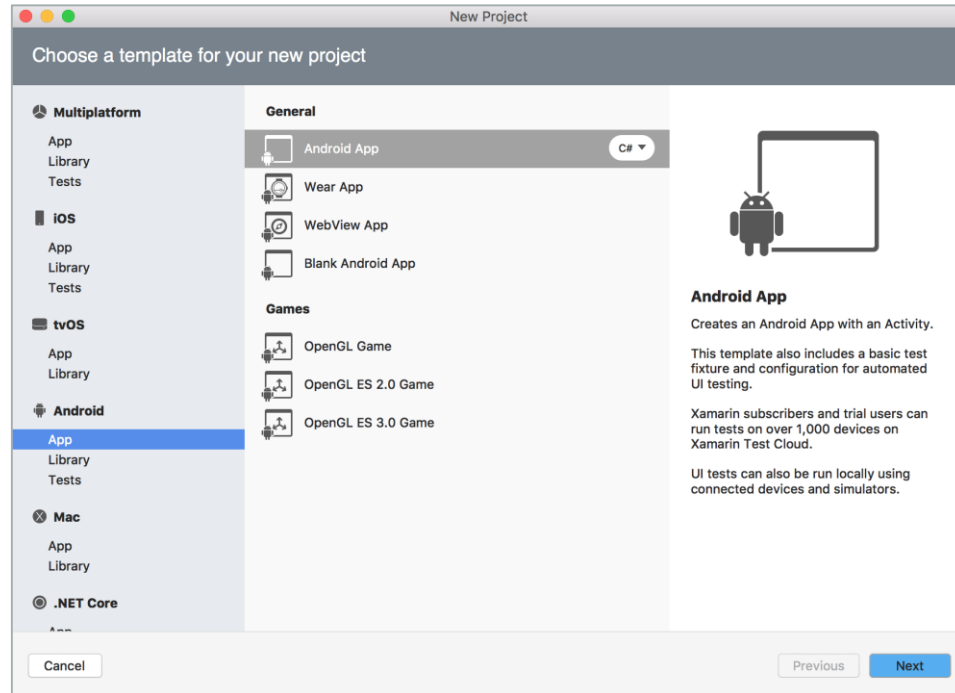 New Project
Choose a template for your new project
Multiplatform
App
Library
Tests
iOS
App
Library
Tests
tvOS
App
Library
Android
App
Library
Tests
Mac
App
Library
.NET Core
App
General
Android App
C#
Wear App
WebView App
Blank Android App
Games
OpenGL Game
OpenGL ES 2.0 Game
OpenGL ES 3.0 Game
Android App
Creates an Android App with an Activity.
This template also includes a basic test
fixture and configuration for automated
UI testing.
Xamarin subscribers and trial users can
run tests on over 1,000 devices on
Xamarin Test Cloud.
UI tests can also be run locally using
connected devices and simulators.
Cancel
Previous
Next